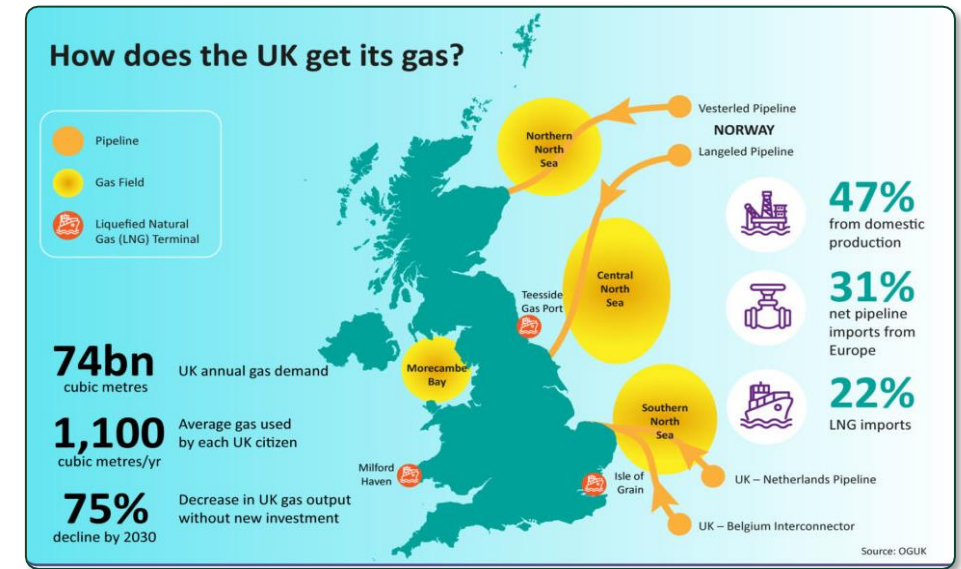 How does the UK get its gas?
Pipeline
Gas Field
Liquefied Natural
Gas (LNG) Terminal
74bn
cubic metres
UK annual gas demand
1,100
cubic metres/yr
Average gas used
by each UK citizen
75%
decline by 2030
Decrease in UK gas output
without new investment
Northern
North
Sea
Vesterled Pipeline
NORWAY
Langeled Pipeline
Central
North
Sea
Teesside
Gas Port
Morecambe
Bay
Southern
North
Sea
Milford
Haven
Isle of
Grain
UK – Netherlands Pipeline
UK – Belgium Interconnector
47%
from domestic
production
31%
net pipeline
imports from
Europe
22%
LNG imports
Source: OGUK